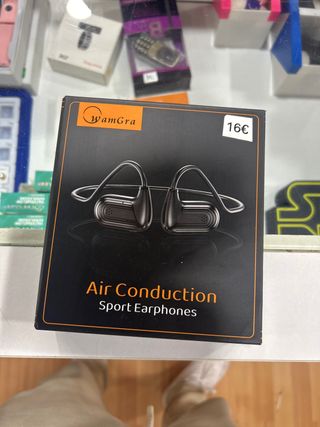 WamGra
16€
Air Conduction
Sport Earphones